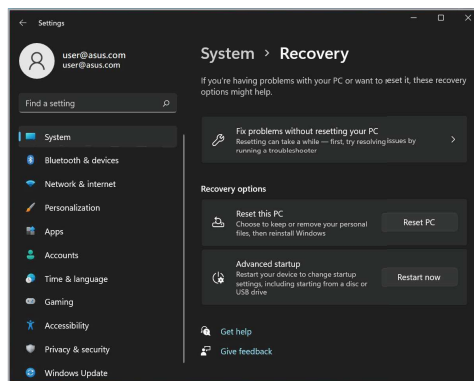 Settings
user@asus.com
user@asus.com
Find a setting
System
Bluetooth & devices
Network & internet
Personalization
Apps
Accounts
Time & language
Gaming
Accessibility
Privacy & security
Windows Update
System > Recovery
If you're having problems with your PC or want to reset it, these recovery
options might help.
Fix problems without resetting your PC
Resetting can take a while — first, try resolving issues by
running a troubleshooter
Recovery options
Reset this PC
Choose to keep or remove your personal
files, then reinstall Windows
Reset PC
Advanced startup
Restart your device to change startup
settings, including starting from a disc or
USB drive
Restart now
Get help
Give feedback